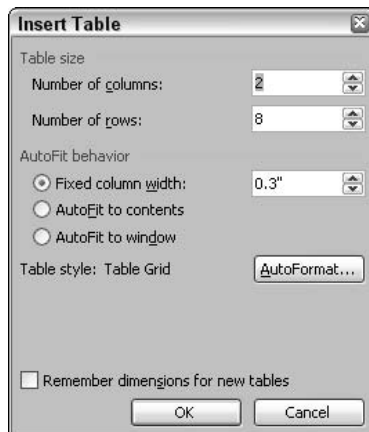 Insert Table
Table size
Number of columns: 2
Number of rows: 8
AutoFit behavior
Fixed column width: 0.3"
AutoFit to contents
AutoFit to window
Table style: Table Grid AutoFormat...
Remember dimensions for new tables
OK Cancel